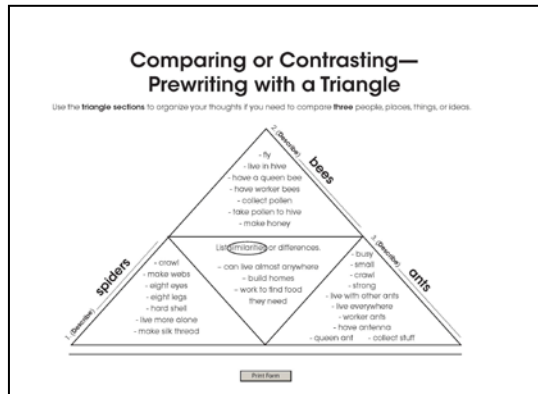 Comparing or Contrasting—
Prewriting with a Triangle
Use the triangle sections to organize your thoughts if you need to compare three people, places, things, or ideas.
2. (Describe) bees
- fly
- live in hive
- have a queen bee
- have worker bees
- collect pollen
- take pollen to hive
- make honey
1. (Describe) spiders
- crawl
- make webs
- eight eyes
- eight legs
- hard shell
- live more alone
- make silk thread
List similarities or differences.
- can live almost anywhere
- build homes
- work to find food
they need
3. (Describe) ants
- busy
- small
- crawl
- strong
- live with other ants
- live everywhere
- worker ants
- have antenna
- queen ant - collect stuff
Print Form